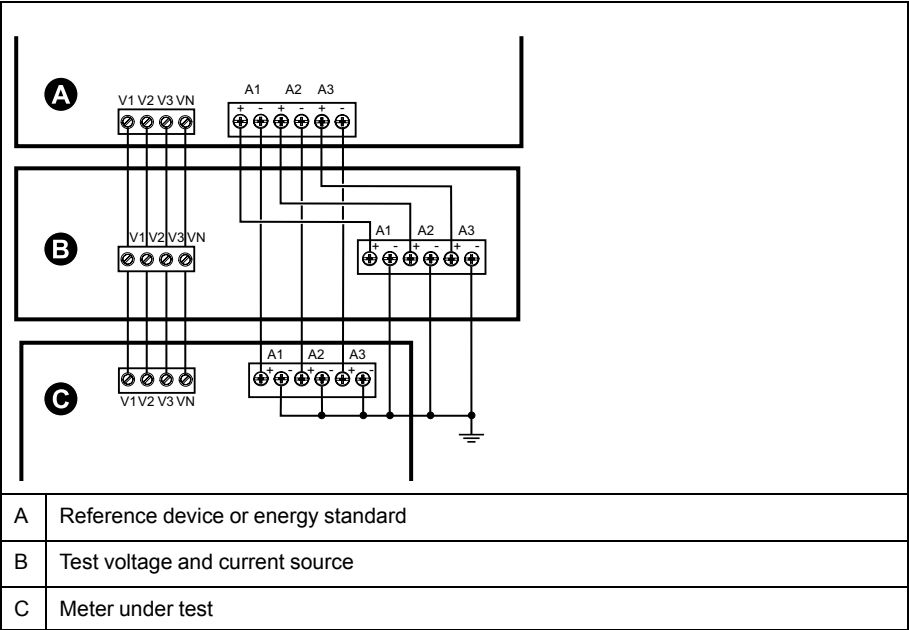 A1 A2 A3
V1 V2 V3 VN
+ - + - + -
A
V1 V2 V3 VN
A1 A2 A3
+ - + - + -
B
A1 A2 A3
+ - + - + -
C
V1 V2 V3 VN
A Reference device or energy standard
B Test voltage and current source
C Meter under test